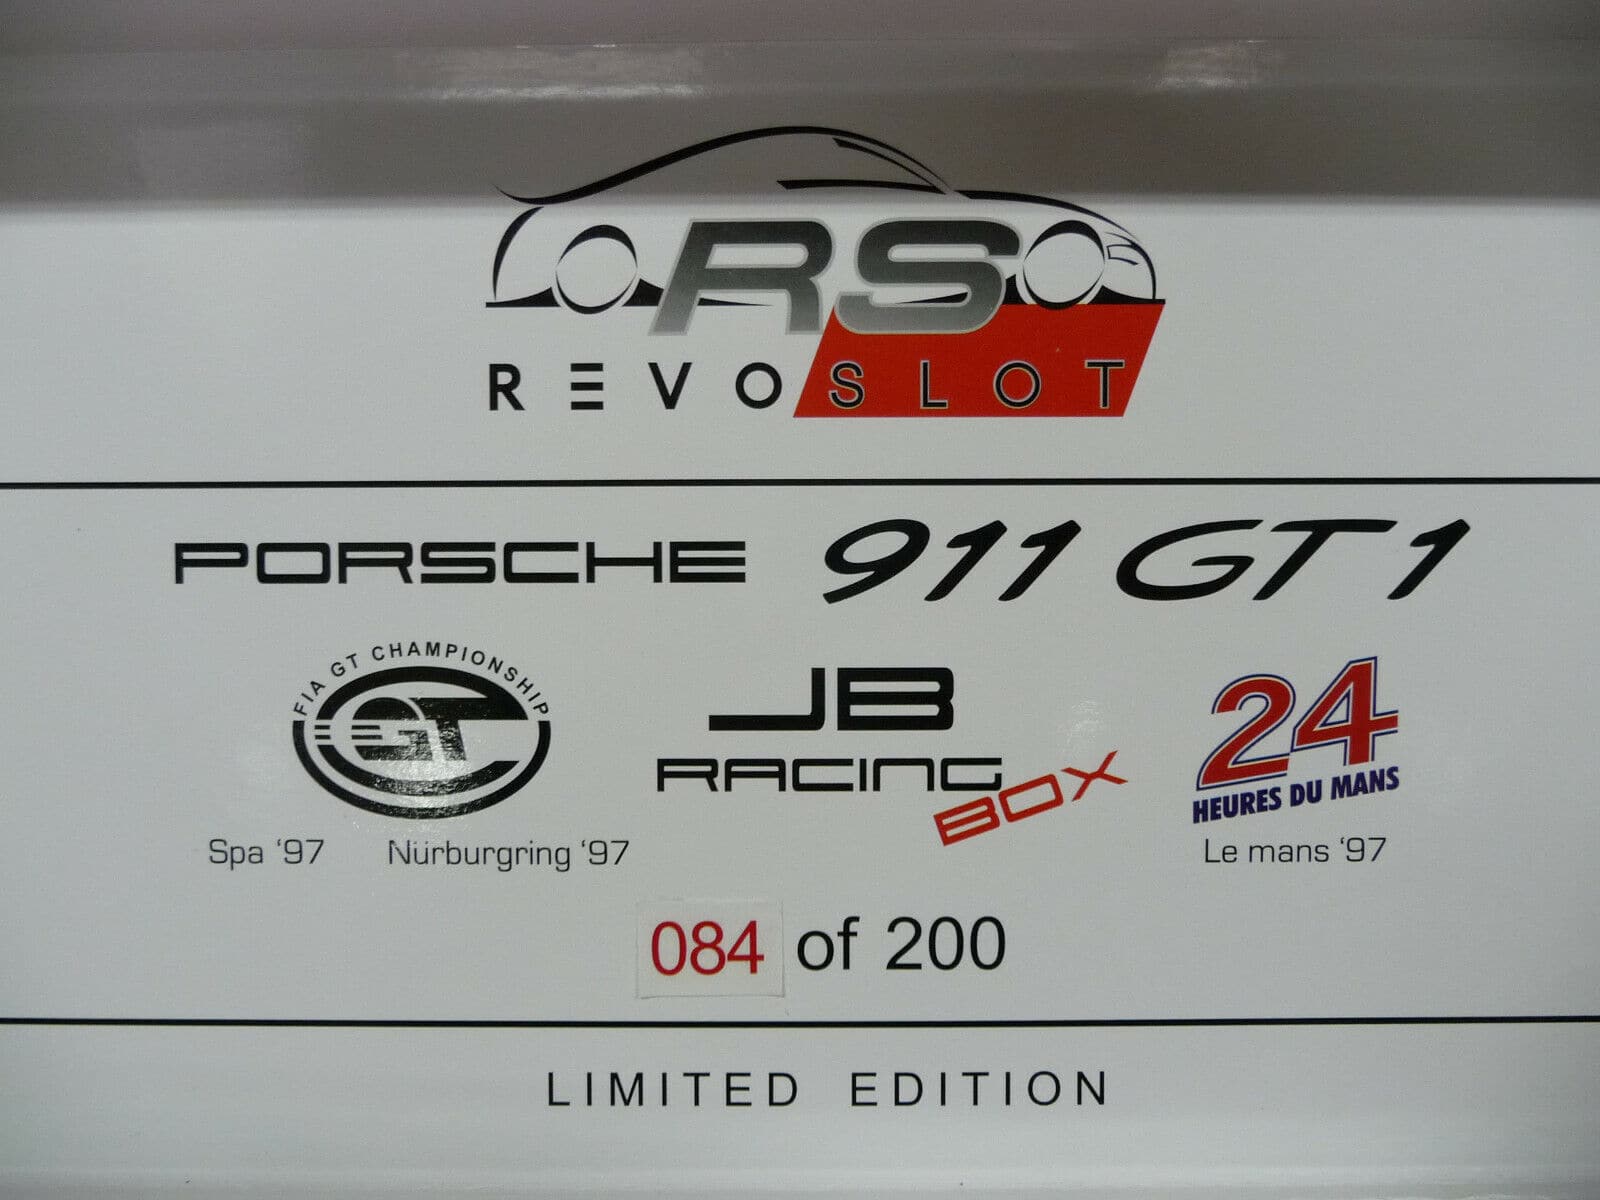 RS
REVOSLOT
PORSCHE 911 GT1
FIA GT CHAMPIONSHIP
GT
JB
RACING
BOX
24
HEURES DU MANS
Spa ‘97 Nürburgring ‘97
Le mans ‘97
084 of 200
LIMITED EDITION